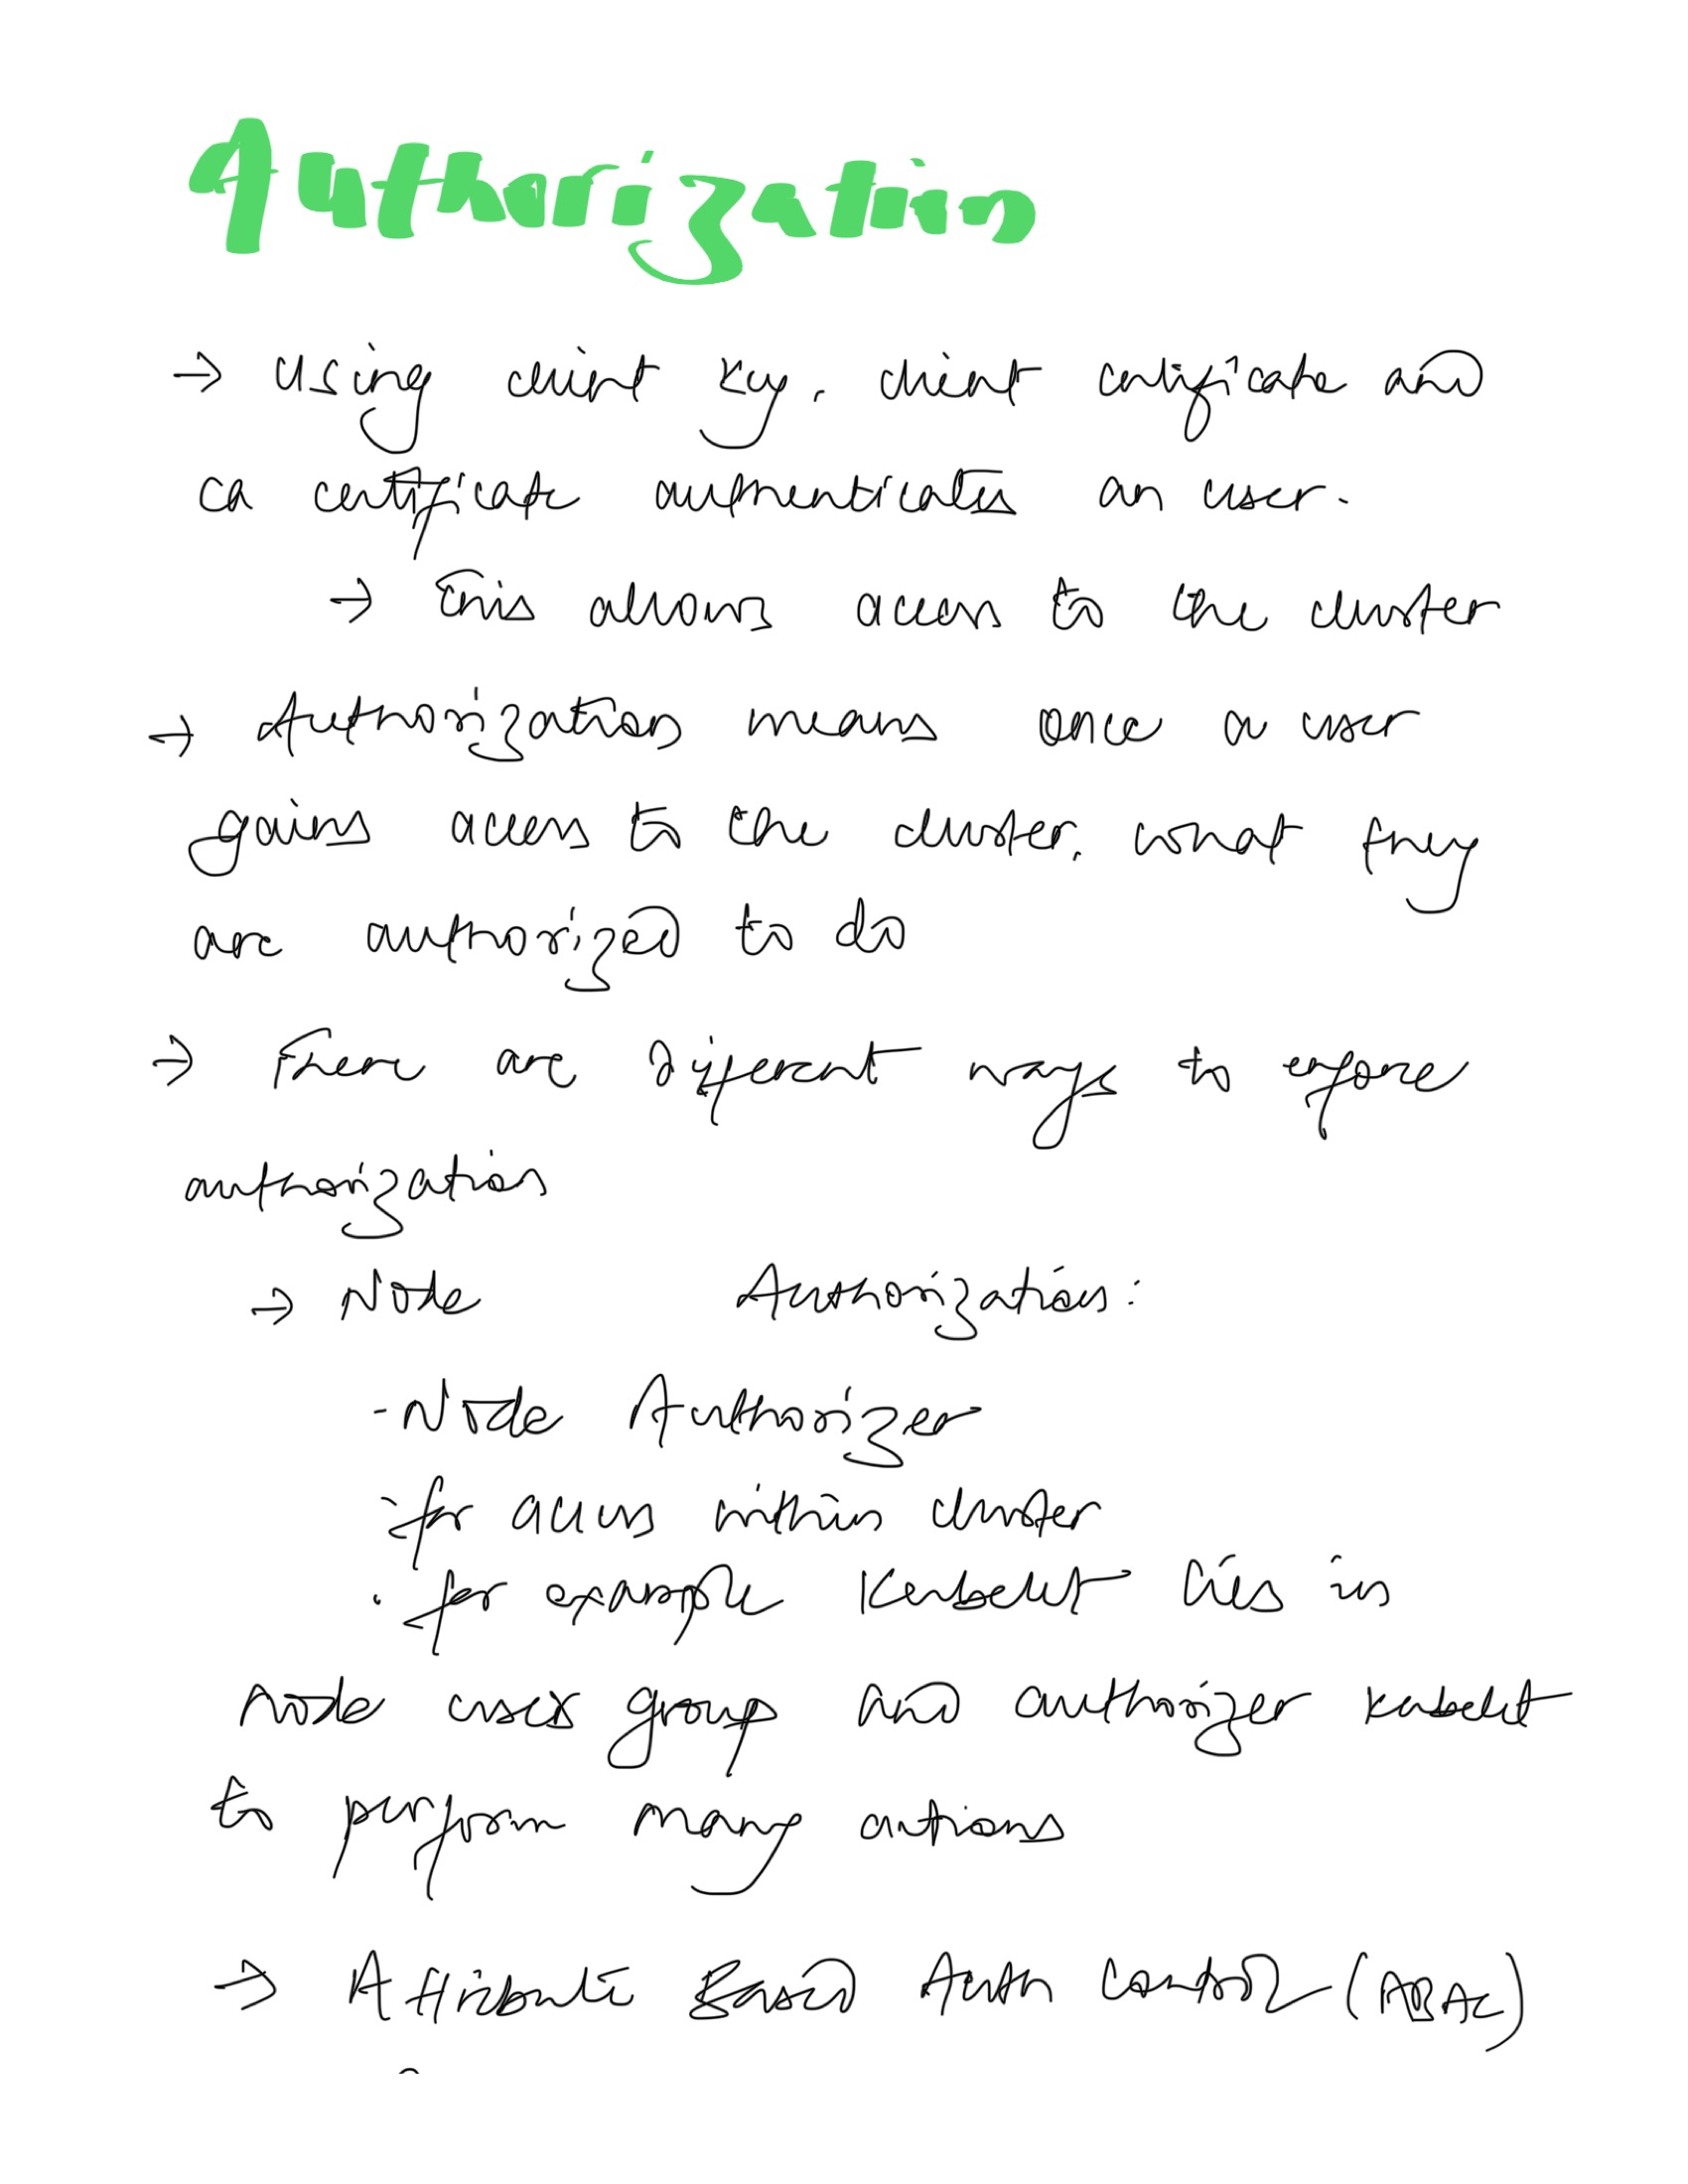 Authorization
→ Using client key, client certificate and
ca certificate authenticates an user.
→ This allows access to the cluster
→ Authorization means once a user
gains access to the cluster, what they
are authorized to do
→ There are different ways to enforce
authorization
→ Node Authorization:
- Node Authorizer
- for access within cluster
. for example Kubelet lies in
node users group and authorizer kubelet
to perform many actions
→ Attribute Based Auth Control (ABAC)